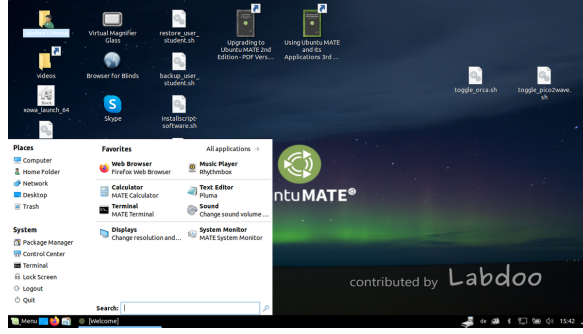 Virtual Magnifier
Glass
restore_user_
student.sh
Upgrading to
Ubuntu MATE 2nd
Edition - PDF Vers...
Using Ubuntu MATE
and Its
Applications 3rd ...
videos
Browser for Blinds
backup_user_
student.sh
toggle_orca.sh
toggle_pico2wave.
sh
xowa_launch_64
Skype
installscript-
software.sh
Places
Computer
Home Folder
Network
Desktop
Trash
System
Package Manager
Control Center
Terminal
Lock Screen
Logout
Quit
Favorites
All applications
Web Browser
Firefox Web Browser
Music Player
Rhythmbox
Calculator
MATE Calculator
Text Editor
Pluma
Terminal
MATE Terminal
Sound
Change sound volume ...
Displays
Change resolution and...
System Monitor
MATE System Monitor
Search:
ntu MATE
contributed by Labdoo
Menu
[Welcome]
de
15:42